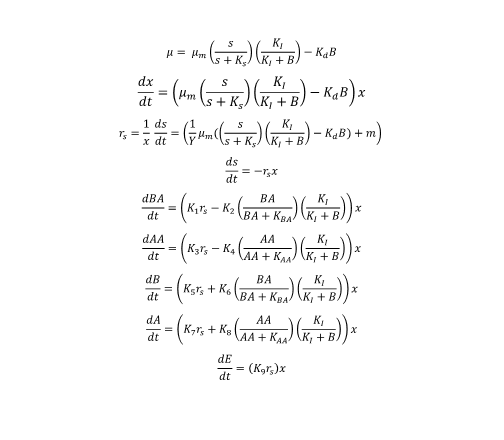 μ = μ_m (s / (s + K_s)) (K_I / (K_I + B)) − K_d B
dx/dt = (μ_m (s / (s + K_s)) (K_I / (K_I + B)) − K_d B) x
r_s = (1/x) (ds/dt) = ((1/Y) μ_m((s / (s + K_s)) (K_I / (K_I + B)) − K_d B) + m)
ds/dt = −r_s x
dBA/dt = (K_1 r_s − K_2 (BA / (BA + K_BA)) (K_I / (K_I + B))) x
dAA/dt = (K_3 r_s − K_4 (AA / (AA + K_AA)) (K_I / (K_I + B))) x
dB/dt = (K_5 r_s + K_6 (BA / (BA + K_BA)) (K_I / (K_I + B))) x
dA/dt = (K_7 r_s + K_8 (AA / (AA + K_AA)) (K_I / (K_I + B))) x
dE/dt = (K_9 r_s)x